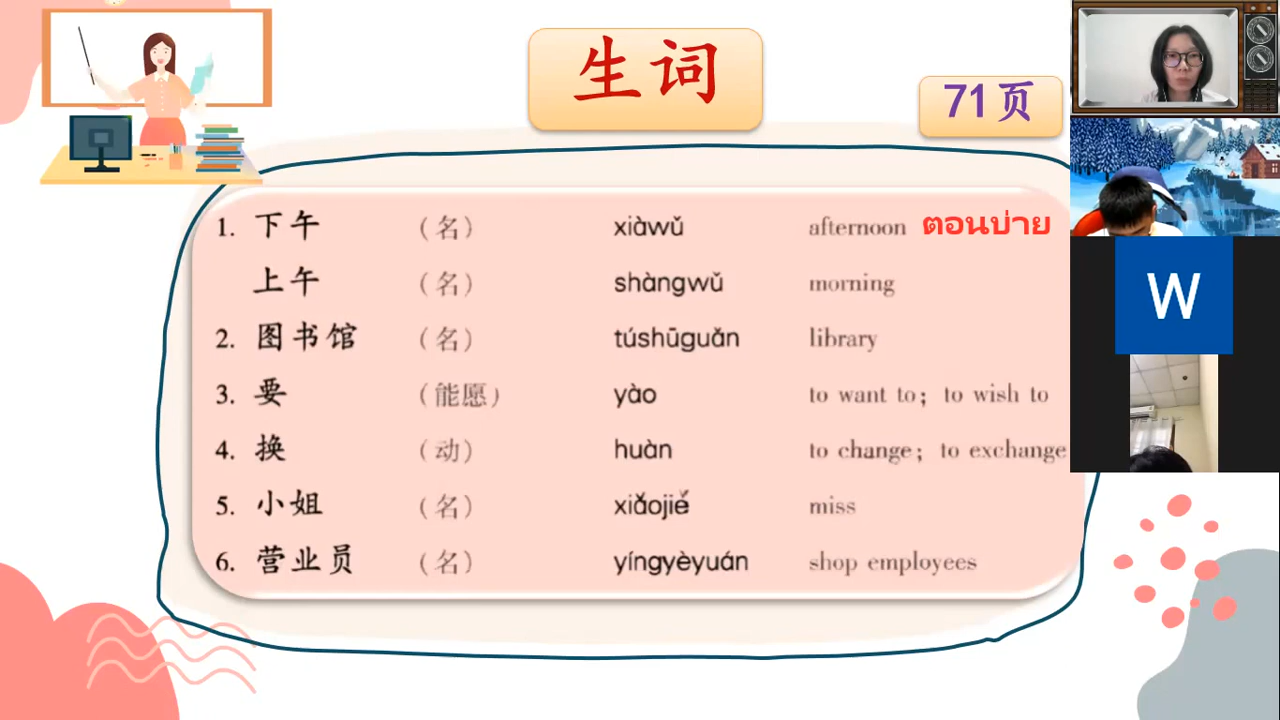 生词
71页
1. 下午 （名） xiàwǔ afternoon ตอนบ่าย
上午 （名） shàngwǔ morning
2. 图书馆 （名） túshūguǎn library
3. 要 （能愿） yào to want to; to wish to
4. 换 （动） huàn to change; to exchange
5. 小姐 （名） xiǎojiě miss
6. 营业员 （名） yíngyèyuán shop employees
W